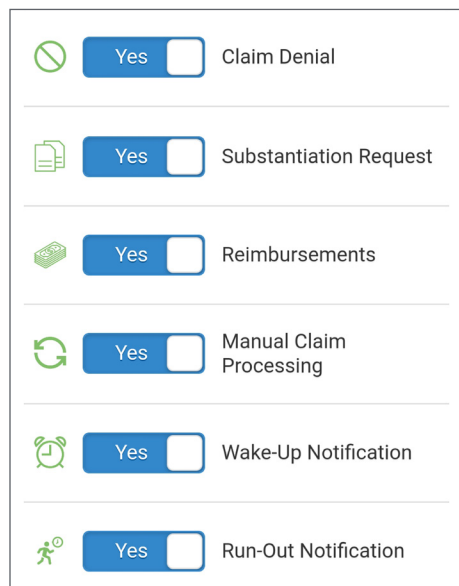 Yes Claim Denial
Yes Substantiation Request
Yes Reimbursements
Yes Manual Claim
Processing
Yes Wake-Up Notification
Yes Run-Out Notification